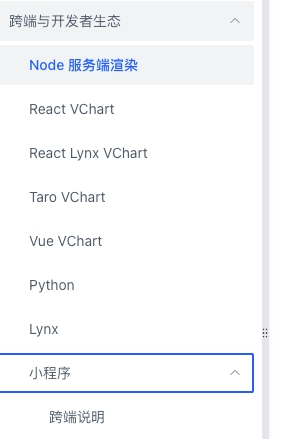 跨端与开发者生态
Node 服务端渲染
React VChart
React Lynx VChart
Taro VChart
Vue VChart
Python
Lynx
小程序
跨端说明